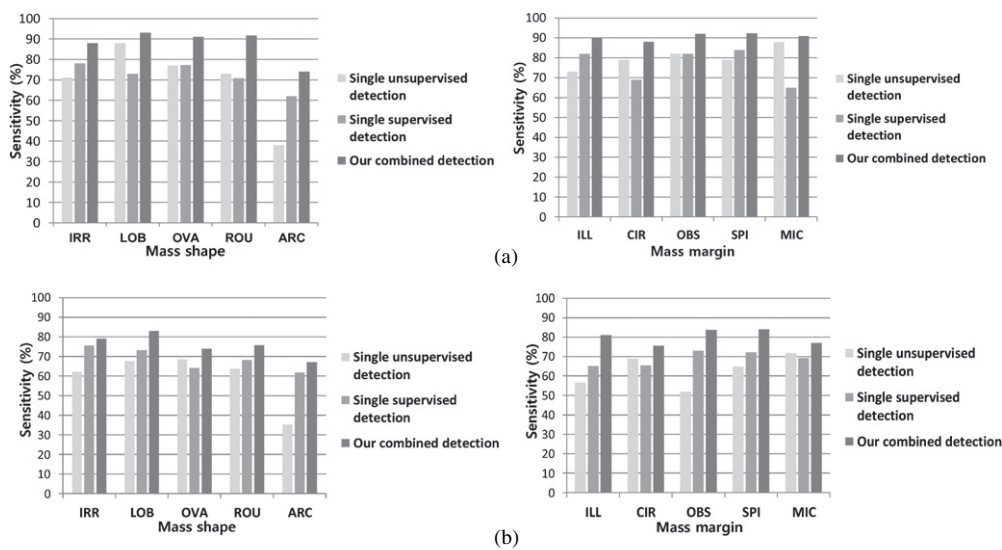 100
90
80
70
60
50
40
30
20
10
0
Sensitivity (%)
IRR LOB OVA ROU ARC
Mass shape
Single unsupervised
detection
Single supervised
detection
Our combined detection
100
90
80
70
60
50
40
30
20
10
0
Sensitivity (%)
ILL CIR OBS SPI MIC
Mass margin
Single unsupervised
detection
Single supervised
detection
Our combined detection
(a)
100
90
80
70
60
50
40
30
20
10
0
Sensitivity (%)
IRR LOB OVA ROU ARC
Mass shape
Single unsupervised
detection
Single supervised
detection
Our combined detection
100
90
80
70
60
50
40
30
20
10
0
Sensitivity (%)
ILL CIR OBS SPI MIC
Mass margin
Single unsupervised
detection
Single supervised
detection
Our combined detection
(b)